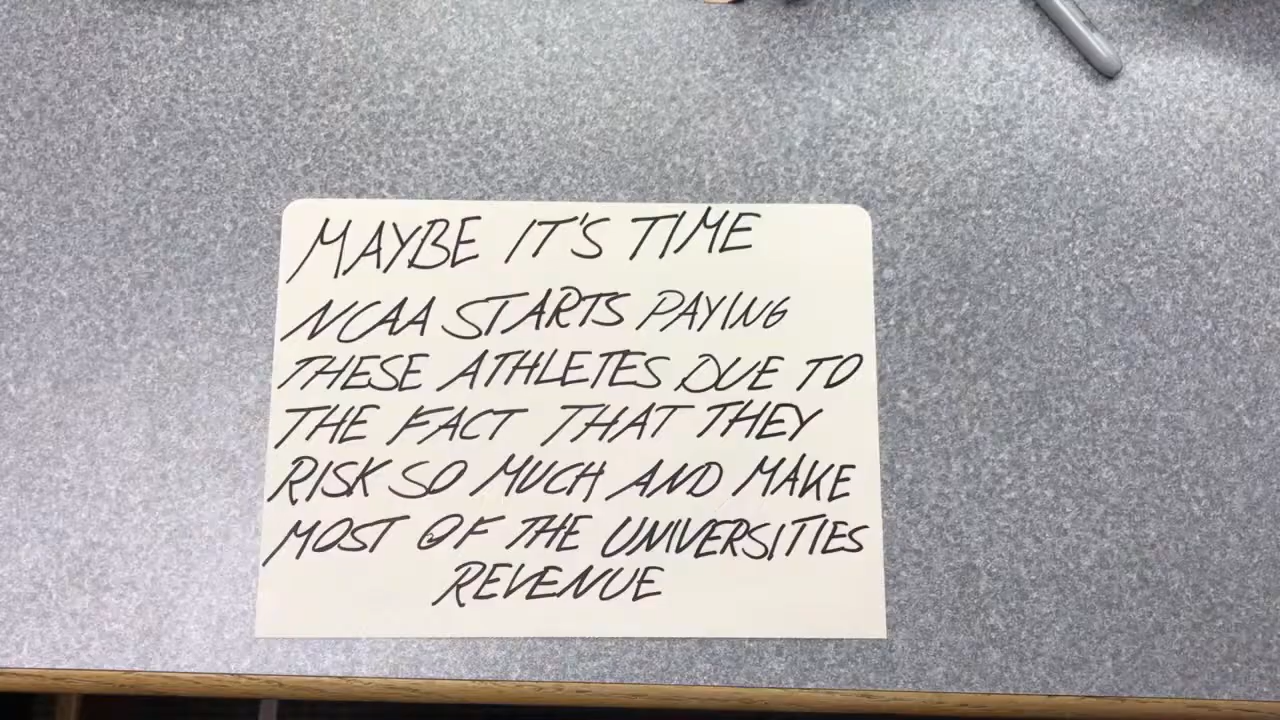 MAYBE IT'S TIME
NCAA STARTS PAYING
THESE ATHLETES DUE TO
THE FACT THAT THEY
RISK SO MUCH AND MAKE
MOST OF THE UNIVERSITIES
REVENUE